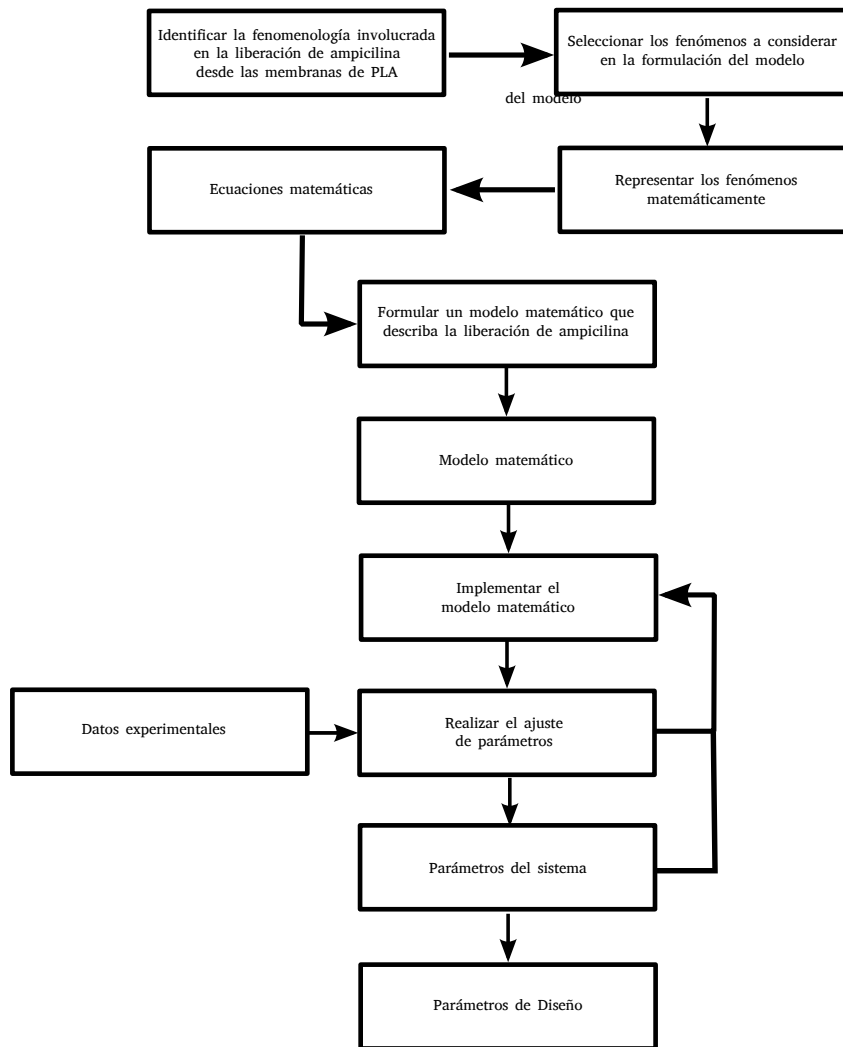 Identificar la fenomenología involucrada
en la liberación de ampicilina
desde las membranas de PLA
Seleccionar los fenómenos a considerar
en la formulación del modelo
del modelo
Representar los fenómenos
matemáticamente
Ecuaciones matemáticas
Formular un modelo matemático que
describa la liberación de ampicilina
Modelo matemático
Implementar el
modelo matemático
Datos experimentales
Realizar el ajuste
de parámetros
Parámetros del sistema
Parámetros de Diseño